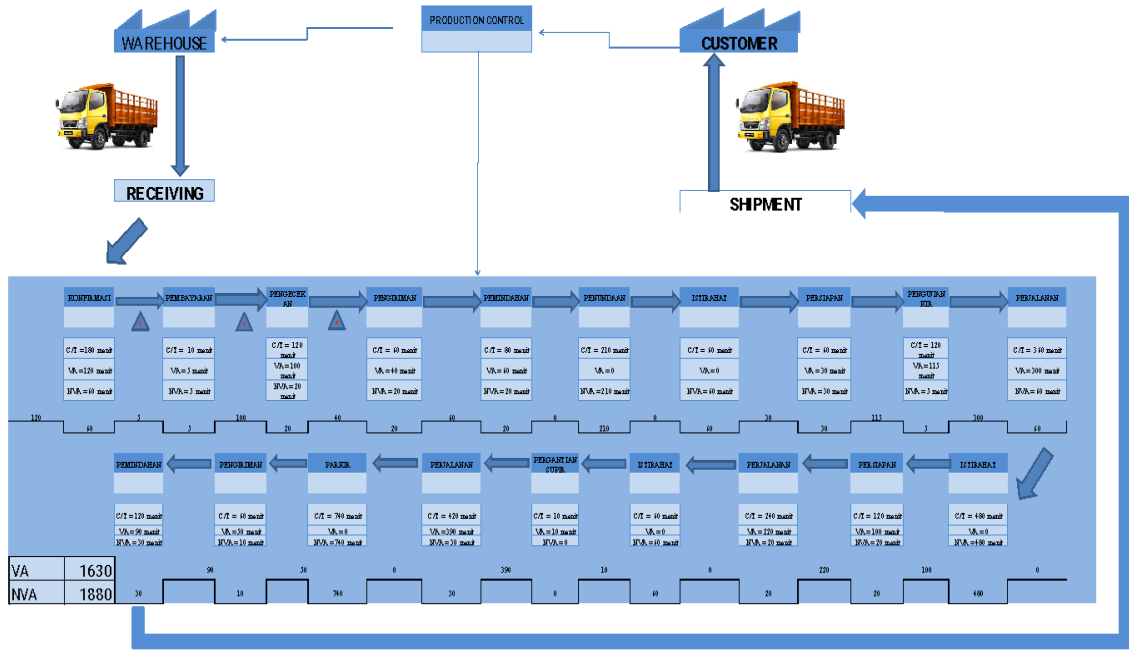 PRODUCTION CONTROL
WAREHOUSE
CUSTOMER
RECEIVING
SHIPMENT
KONFIRMASI
C/T =180 menit
VA=120 menit
NVA=60 menit
PEMBAYARAN
C/T = 10 menit
VA=5 menit
NVA=5 menit
PENGECEK
AN
C/T =120
menit
VA=100
menit
NVA=20
menit
PENGIRIMAN
C/T = 60 menit
VA=40 menit
NVA=20 menit
PEMINDAHAN
C/T = 80 menit
VA=60 menit
NVA=20 menit
PENUNDAAN
C/T = 210 menit
VA=0
NVA=210 menit
ISTIRAHAT
C/T = 60 menit
VA=0
NVA=60 menit
PERSIAPAN
C/T = 60 menit
VA=30 menit
NVA=30 menit
PENGUJIAN
KIR
C/T = 120
menit
VA=115
menit
NVA=5 menit
PERJALANAN
C/T = 360 menit
VA=300 menit
NVA=60 menit
120 5 100 40 60 0 0 30 115 300
60 5 20 20 20 210 60 30 5 60
PEMINDAHAN
C/T =120 menit
VA=90 menit
NVA=30 menit
PENGIRIMAN
C/T = 60 menit
VA=50 menit
NVA=10 menit
PARKIR
C/T = 740 menit
VA=0
NVA=740 menit
PERJALANAN
C/T = 420 menit
VA=390 menit
NVA=30 menit
PERGANTIAN
SUPIR
C/T = 10 menit
VA=10 menit
NVA=0
ISTIRAHAT
C/T = 60 menit
VA=0
NVA=60 menit
PERJALANAN
C/T = 240 menit
VA=220 menit
NVA=20 menit
PERSIAPAN
C/T = 120 menit
VA=100 menit
NVA=20 menit
ISTIRAHAT
C/T = 480 menit
VA=0
NVA=480 menit
VA 1630
NVA 1880
90 50 0 390 10 0 220 100 0
30 10 740 30 0 60 20 20 480